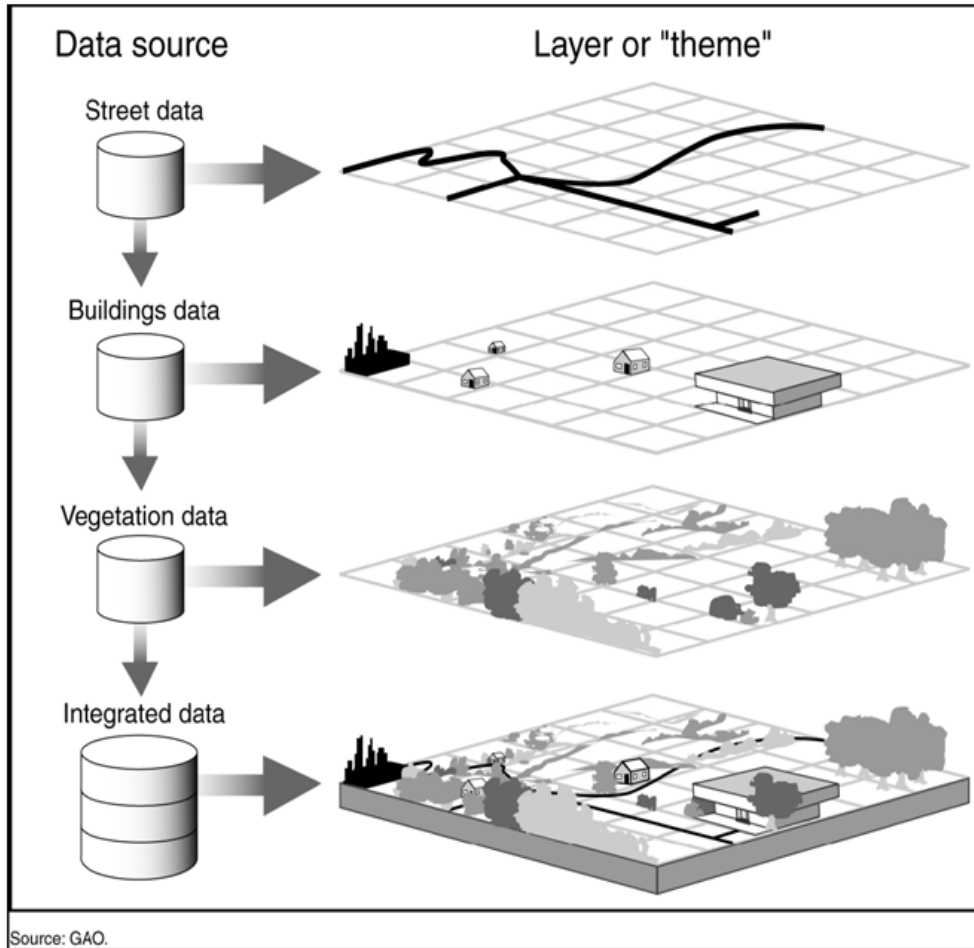 Data source
Layer or "theme"
Street data
Buildings data
Vegetation data
Integrated data
Source: GAO.